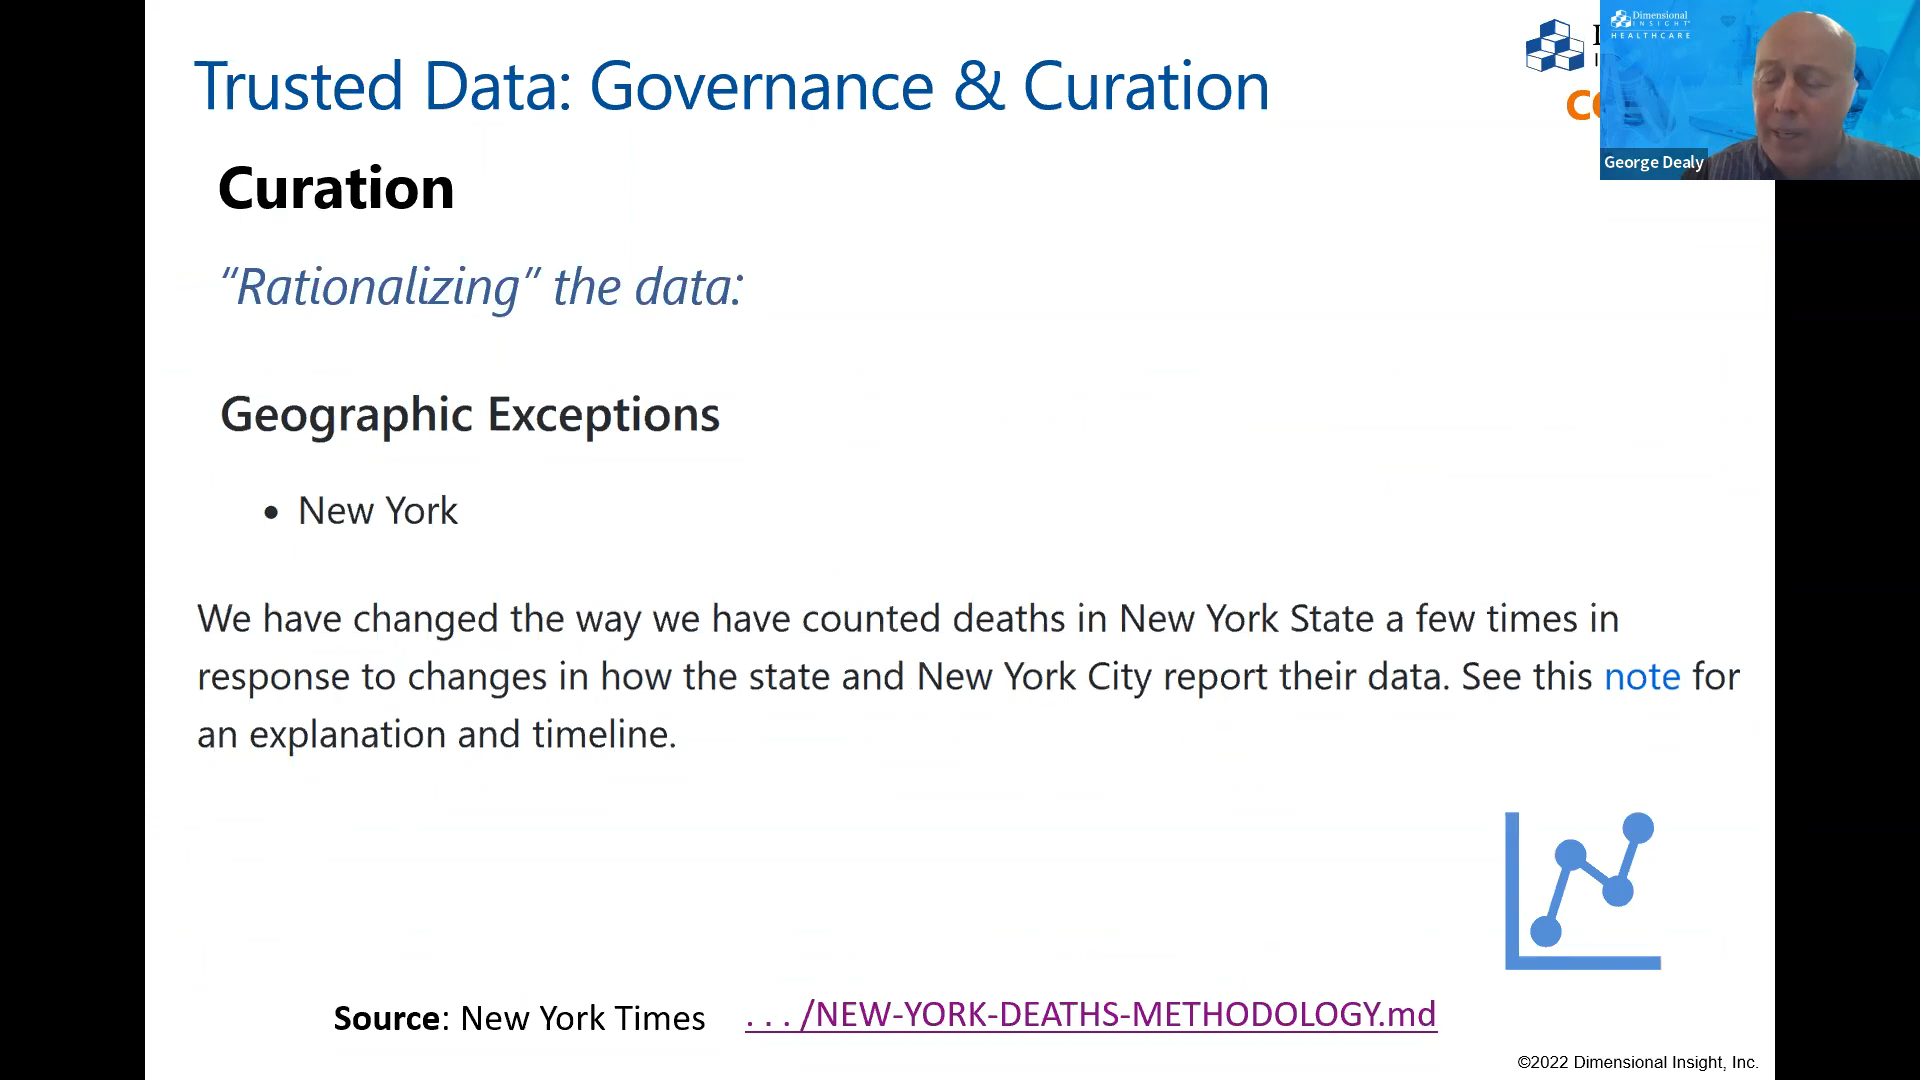 Trusted Data: Governance & Curation
Dimensional
INSIGHT
HEALTHCARE
George Dealy
Curation
“Rationalizing” the data:
Geographic Exceptions
• New York
We have changed the way we have counted deaths in New York State a few times in
response to changes in how the state and New York City report their data. See this note for
an explanation and timeline.
Source: New York Times . . . /NEW-YORK-DEATHS-METHODOLOGY.md
©2022 Dimensional Insight, Inc.